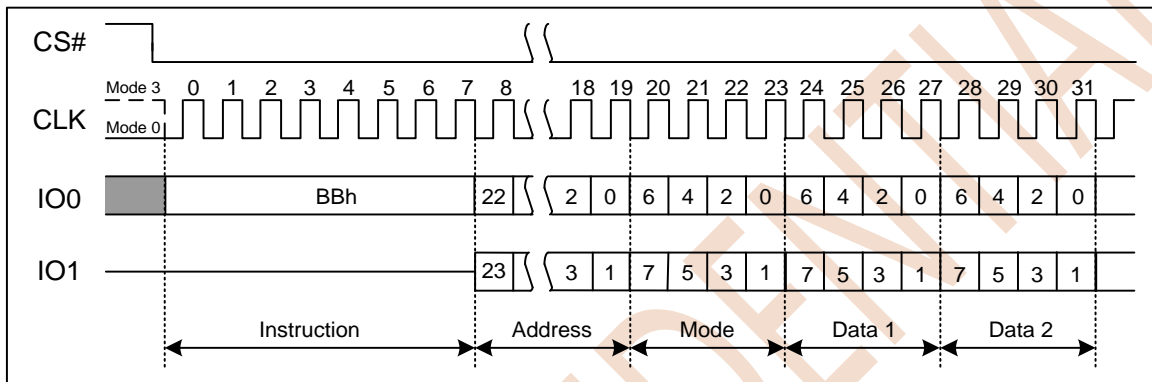 CS#
Mode 3 0 1 2 3 4 5 6 7 8 18 19 20 21 22 23 24 25 26 27 28 29 30 31
CLK
Mode 0
IO0 BBh 22 2 0 6 4 2 0 6 4 2 0 6 4 2 0
IO1 23 3 1 7 5 3 1 7 5 3 1 7 5 3 1
Instruction Address Mode Data 1 Data 2
DENTIAL